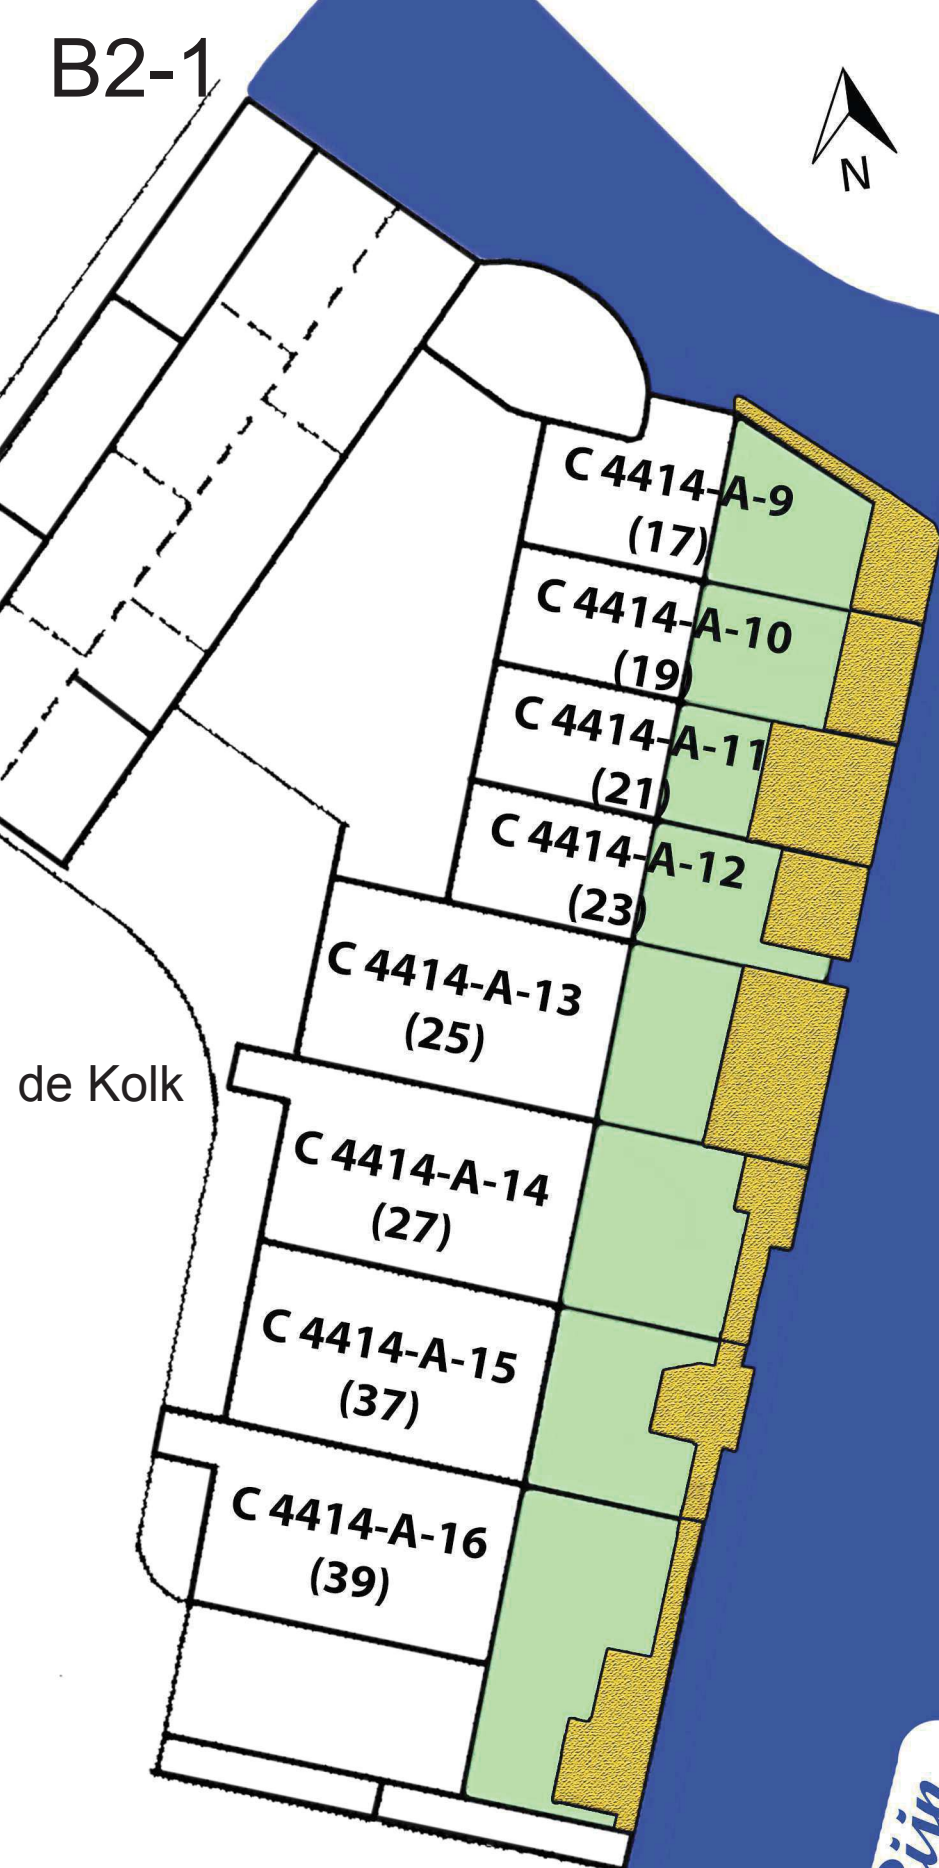 B2-1
N
C 4414-A-9
(17)
C 4414-A-10
(19)
C 4414-A-11
(21)
C 4414-A-12
(23)
C 4414-A-13
(25)
de Kolk
C 4414-A-14
(27)
C 4414-A-15
(37)
C 4414-A-16
(39)